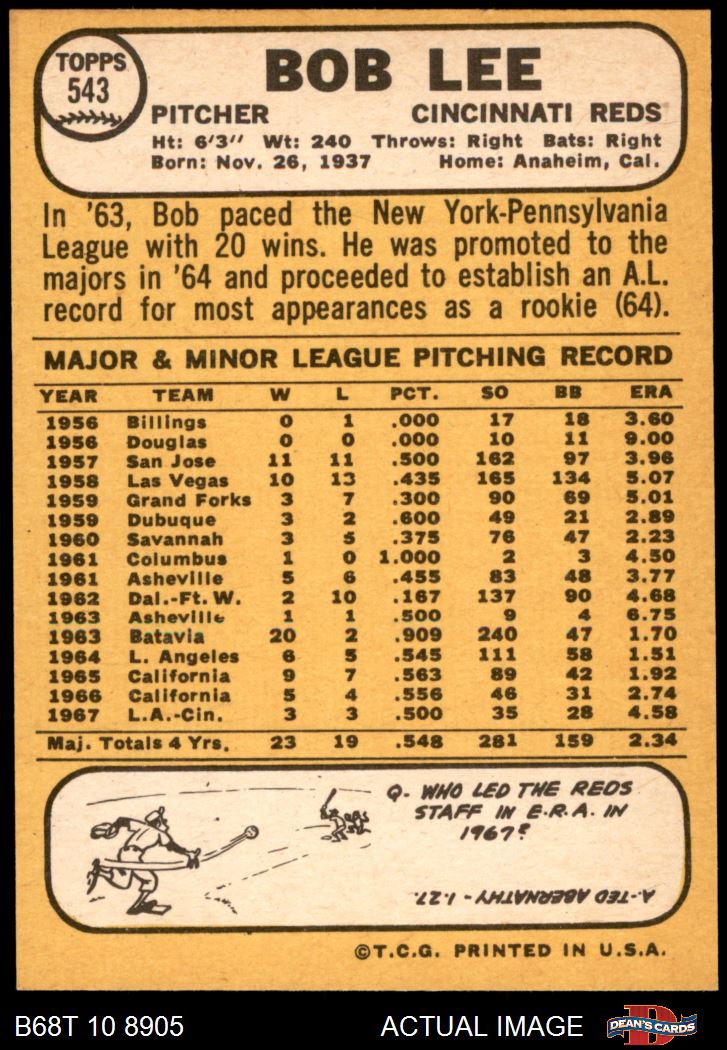 TOPPS
543
BOB LEE
PITCHER CINCINNATI REDS
Ht: 6'3" Wt: 240 Throws: Right Bats: Right
Born: Nov. 26, 1937 Home: Anaheim, Cal.
In '63, Bob paced the New York-Pennsylvania
League with 20 wins. He was promoted to the
majors in '64 and proceeded to establish an A.L.
record for most appearances as a rookie (64).
MAJOR & MINOR LEAGUE PITCHING RECORD
YEAR TEAM W L PCT. SO BB ERA
1956 Billings 0 1 .000 17 18 3.60
1956 Douglas 0 0 .000 10 11 9.00
1957 San Jose 11 11 .500 162 97 3.96
1958 Las Vegas 10 13 .435 165 134 5.07
1959 Grand Forks 3 7 .300 90 69 5.01
1959 Dubuque 3 2 .600 49 21 2.89
1960 Savannah 3 5 .375 76 47 2.23
1961 Columbus 1 0 1.000 2 3 4.50
1961 Asheville 5 6 .455 83 48 3.77
1962 Dal.-Ft. W. 2 10 .167 137 90 4.68
1963 Asheville 1 1 .500 9 4 6.75
1963 Batavia 20 2 .909 240 47 1.70
1964 L. Angeles 6 5 .545 111 58 1.51
1965 California 9 7 .563 89 42 1.92
1966 California 5 4 .556 46 31 2.74
1967 L.A.-Cin. 3 3 .500 35 28 4.58
Maj. Totals 4 Yrs. 23 19 .548 281 159 2.34
Q- WHO LED THE REDS
STAFF IN E.R.A. IN
1967?
A-TED ABERNATHY - 1.27.
©T.C.G. PRINTED IN U.S.A.
B68T 10 8905 ACTUAL IMAGE
D
DEAN'S CARDS